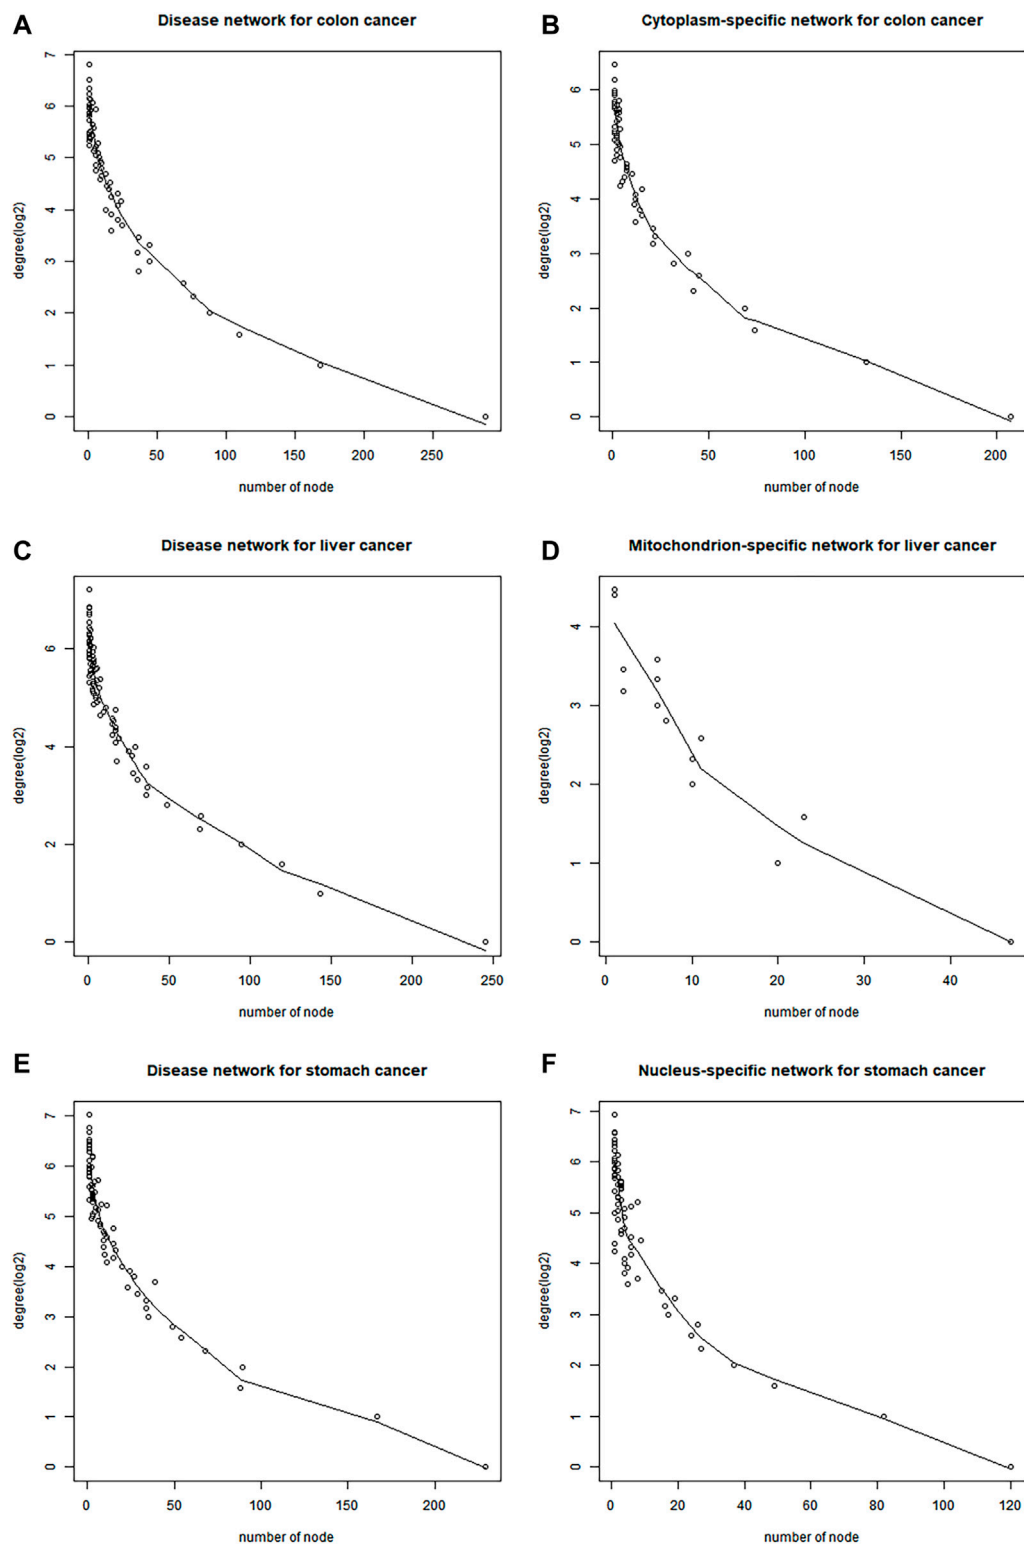 A
Disease network for colon cancer
degree(log2)
7
6
5
4
3
2
1
0
0 50 100 150 200 250
number of node
B
Cytoplasm-specific network for colon cancer
degree(log2)
6
5
4
3
2
1
0
0 50 100 150 200
number of node
C
Disease network for liver cancer
degree(log2)
6
4
2
0
0 50 100 150 200 250
number of node
D
Mitochondrion-specific network for liver cancer
degree(log2)
4
3
2
1
0
0 10 20 30 40
number of node
E
Disease network for stomach cancer
degree(log2)
7
6
5
4
3
2
1
0
0 50 100 150 200
number of node
F
Nucleus-specific network for stomach cancer
degree(log2)
7
6
5
4
3
2
1
0
0 20 40 60 80 100 120
number of node